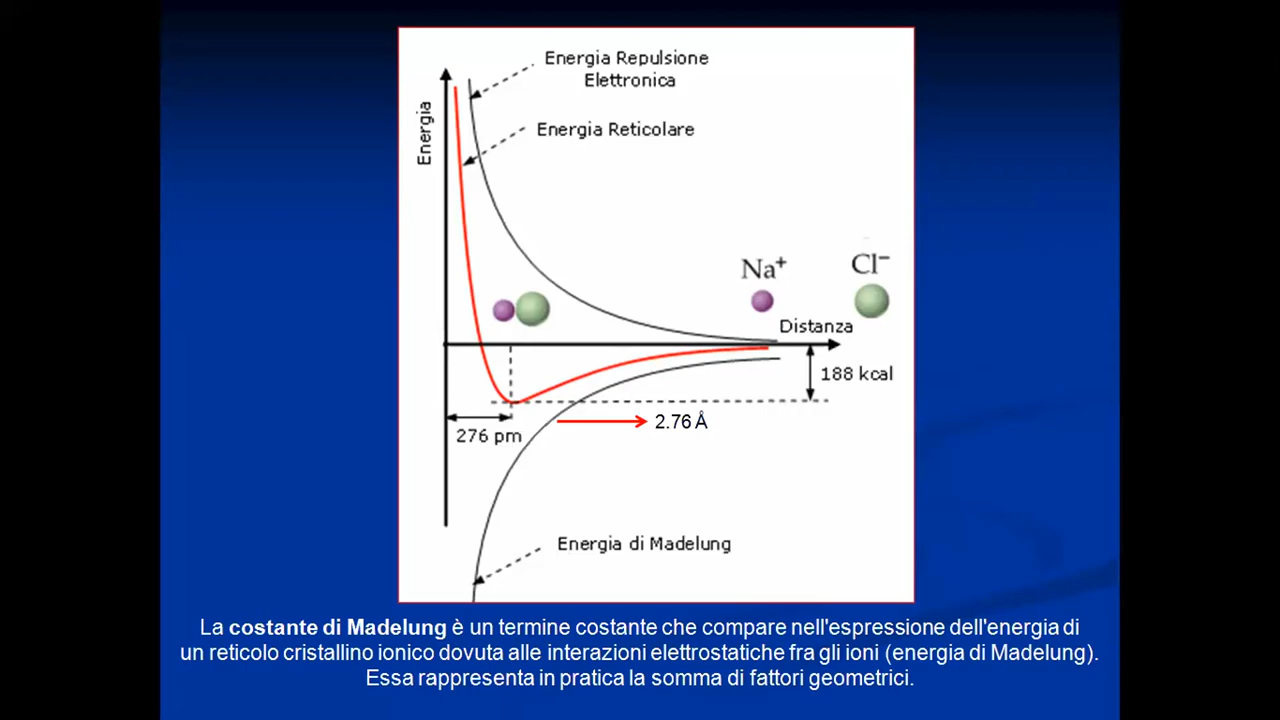 Energia Repulsione
Elettronica
Energia Reticolare
Energia
Na⁺
Cl⁻
Distanza
188 kcal
2.76 Å
276 pm
Energia di Madelung
La costante di Madelung è un termine costante che compare nell'espressione dell'energia di
un reticolo cristallino ionico dovuta alle interazioni elettrostatiche fra gli ioni (energia di Madelung).
Essa rappresenta in pratica la somma di fattori geometrici.